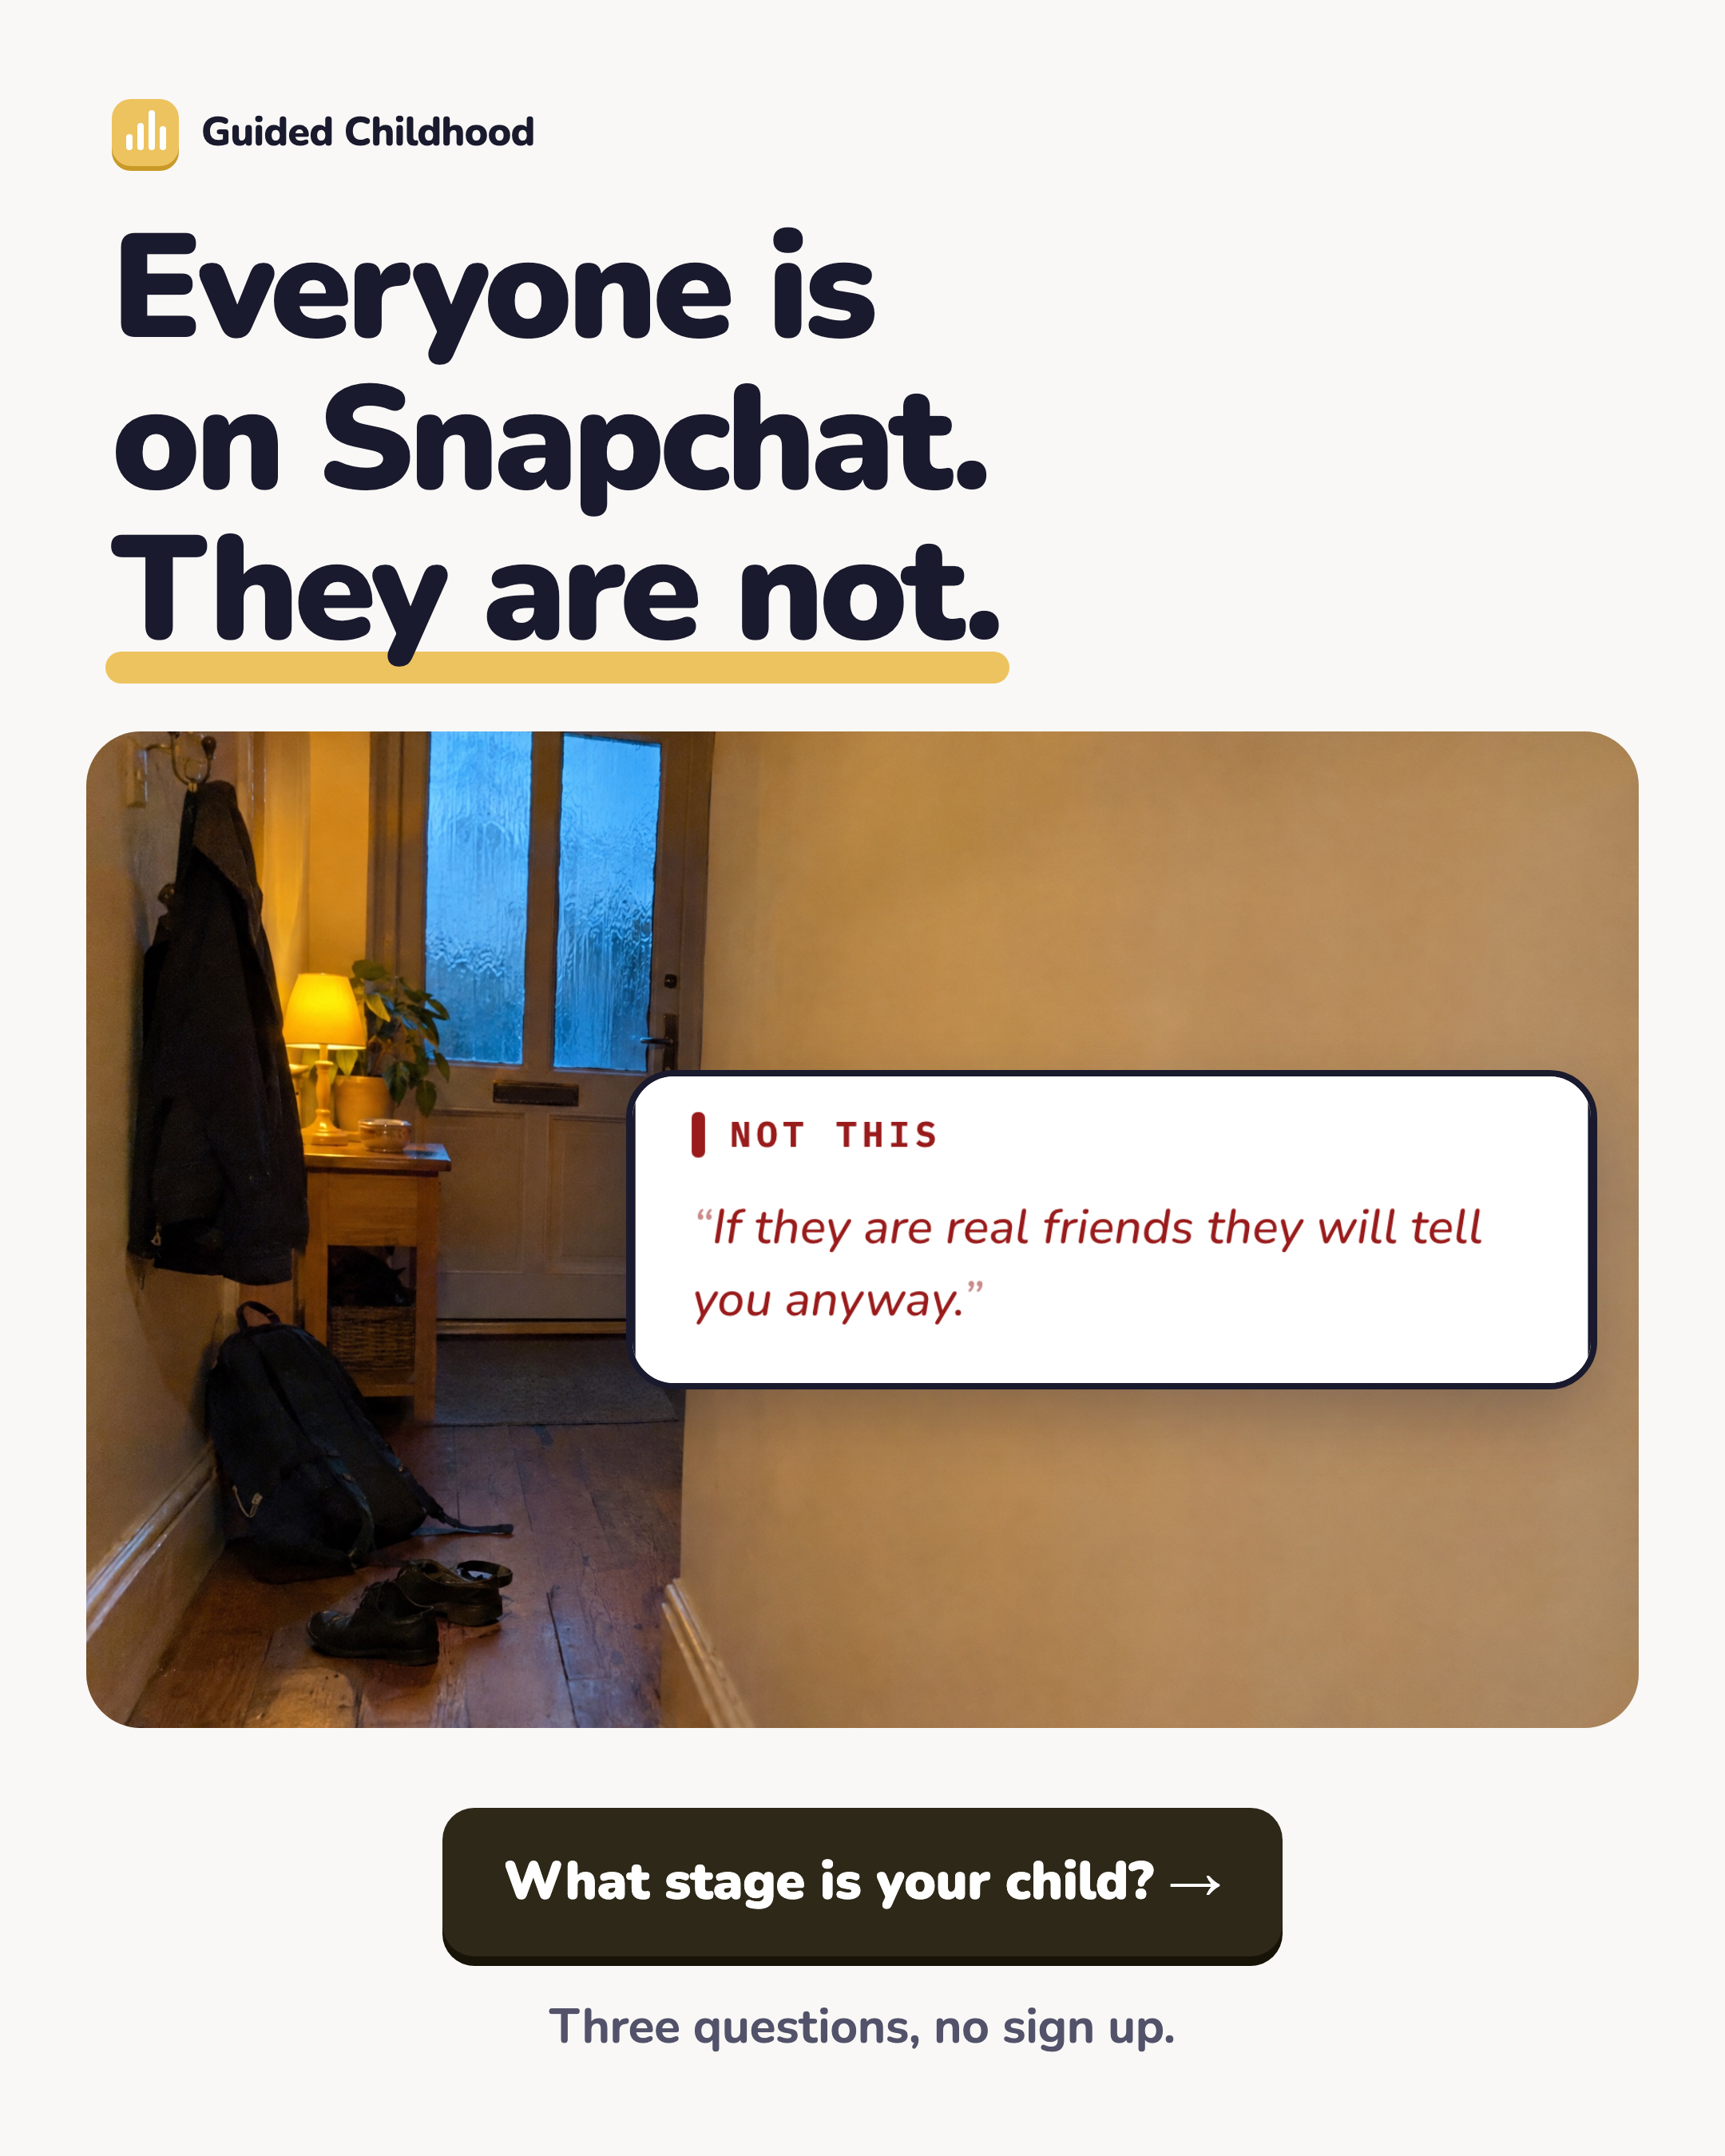 Guided Childhood
Everyone is
on Snapchat.
They are not.
NOT THIS
“If they are real friends they will tell
you anyway.”
What stage is your child? →
Three questions, no sign up.